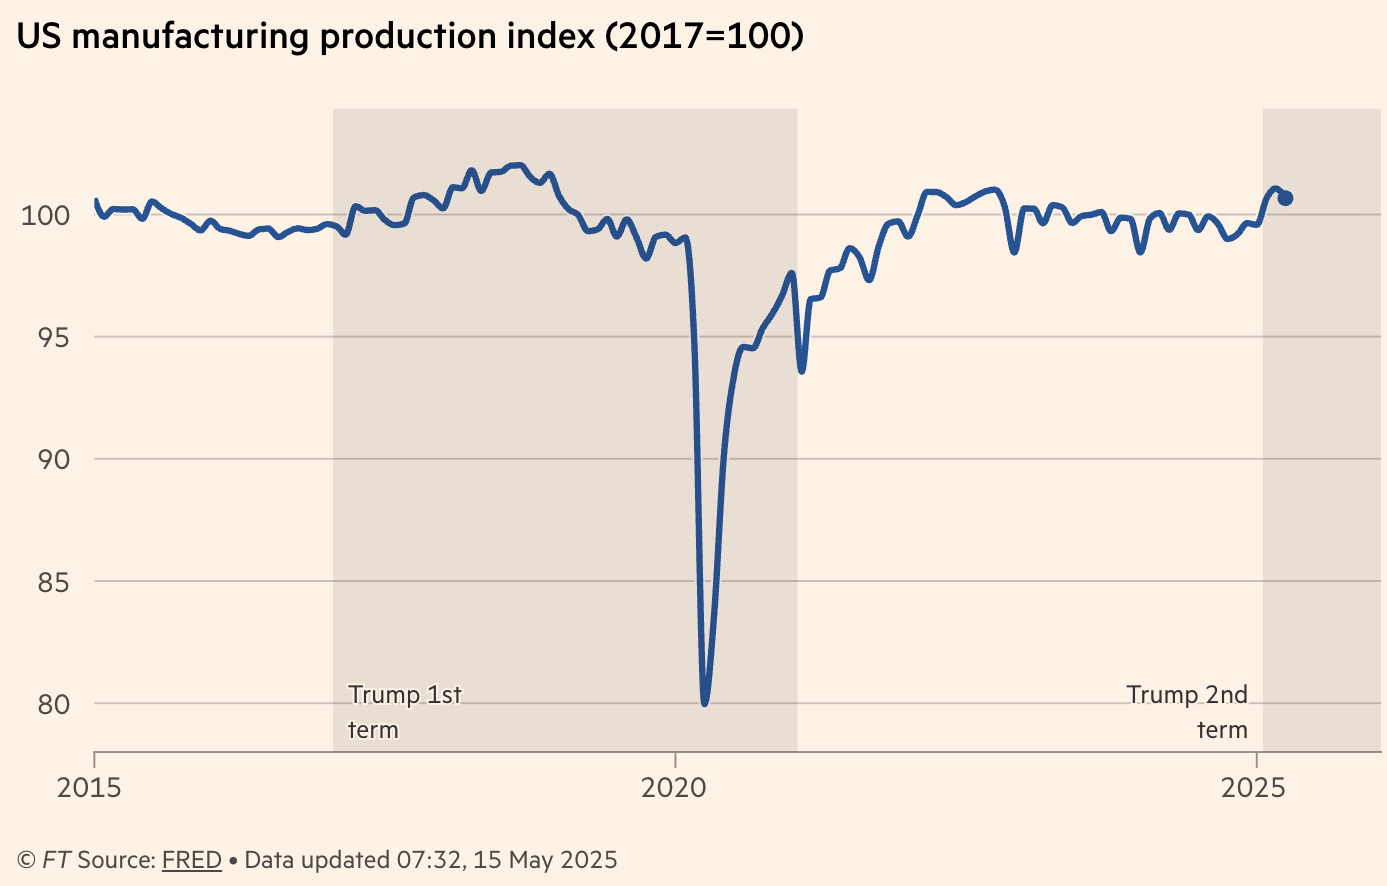 US manufacturing production index (2017=100)
100
95
90
85
80
Trump 1st
term
Trump 2nd
term
2015
2020
2025
© FT Source: FRED • Data updated 07:32, 15 May 2025